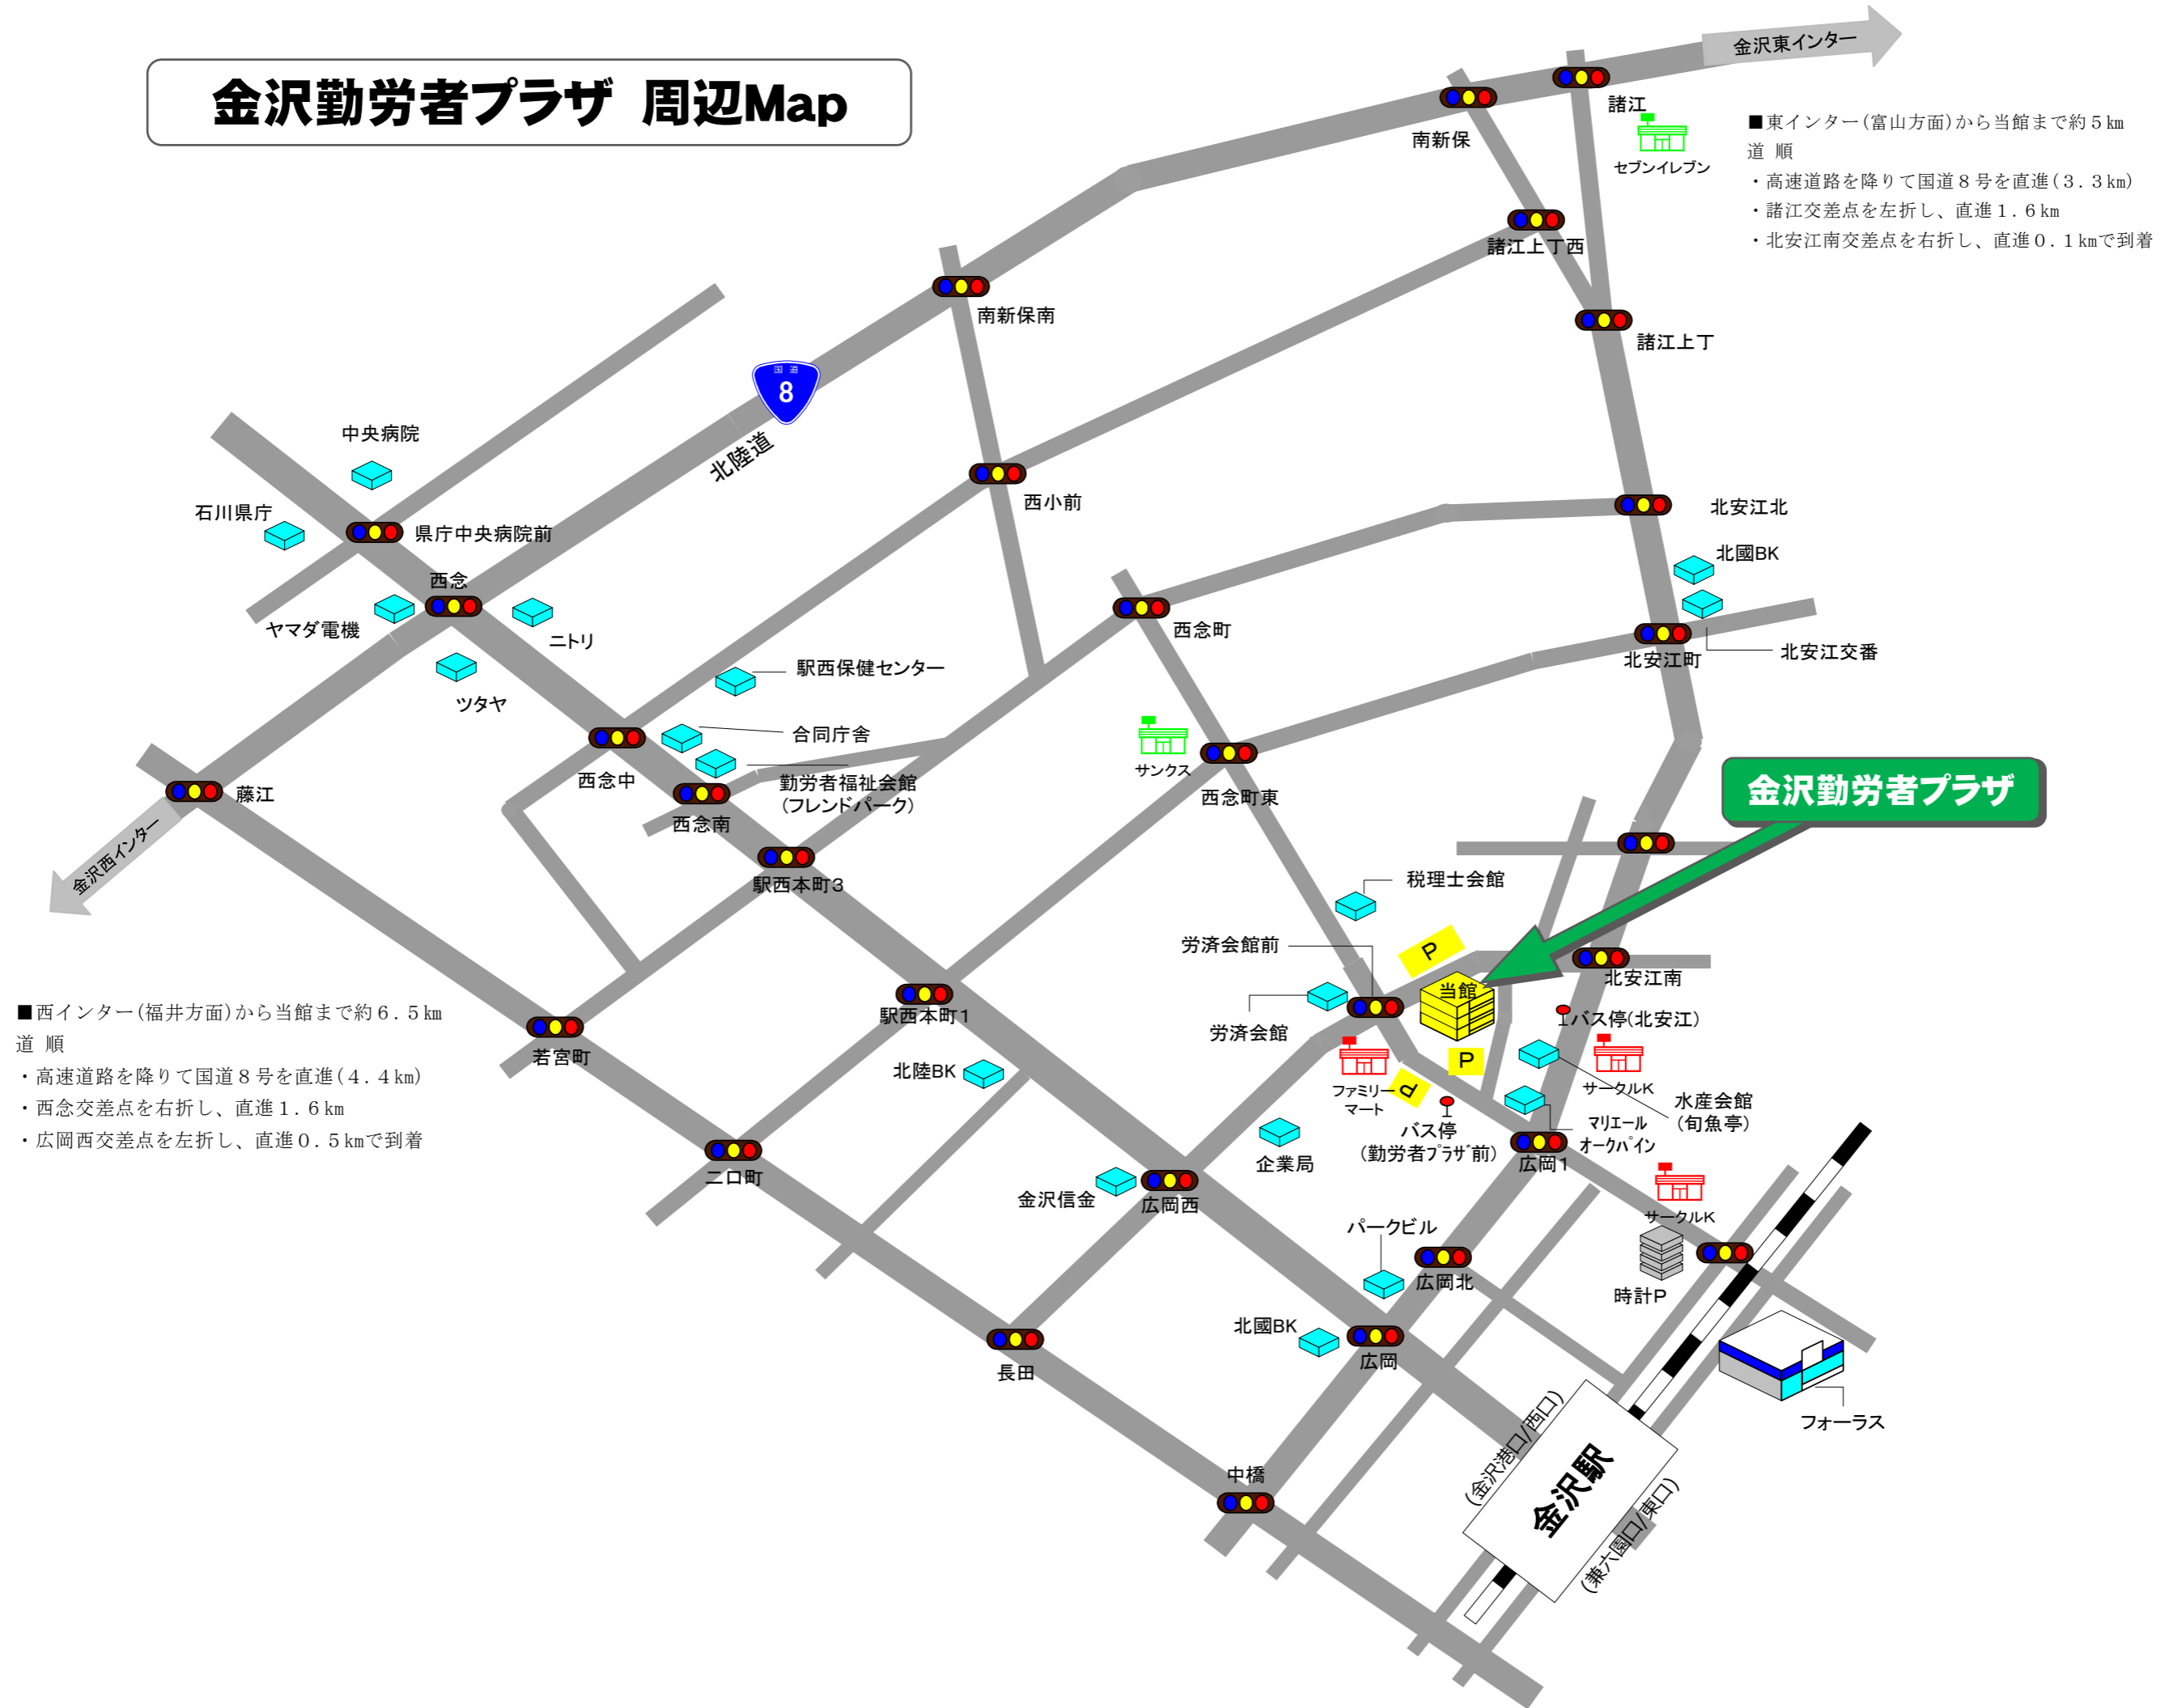 金沢勤労者プラザ 周辺Map
金沢東インター
諸江
南新保
セブンイレブン
■東インター(富山方面)から当館まで約5㎞
道 順
・高速道路を降りて国道8号を直進(3.3㎞)
・諸江交差点を左折し、直進1.6㎞
・北安江南交差点を右折し、直進0.1㎞で到着
諸江上丁西
南新保南
諸江上丁
国道
8
北陸道
中央病院
石川県庁
県庁中央病院前
西小前
北安江北
北國BK
西念
ヤマダ電機
ニトリ
ツタヤ
西念町
北安江町
北安江交番
駅西保健センター
合同庁舎
勤労者福祉会館
(フレンドパーク)
西念中
西念南
サンクス
西念町東
金沢勤労者プラザ
藤江
金沢西インター
駅西本町3
税理士会館
労済会館前
P
当館
北安江南
労済会館
バス停(北安江)
■西インター(福井方面)から当館まで約6.5㎞
道 順
・高速道路を降りて国道8号を直進(4.4㎞)
・西念交差点を右折し、直進1.6㎞
・広岡西交差点を左折し、直進0.5㎞で到着
若宮町
駅西本町1
北陸BK
ファミリー
マート
P
P
サークルK
水産会館
(旬魚亭)
マリエール
オークパイン
バス停
(勤労者プラザ前)
広岡1
企業局
二口町
金沢信金
広岡西
パークビル
サークルK
広岡北
時計P
北國BK
広岡
長田
フォーラス
(金沢港口/西口)
金沢駅
(兼六園口/東口)
中橋